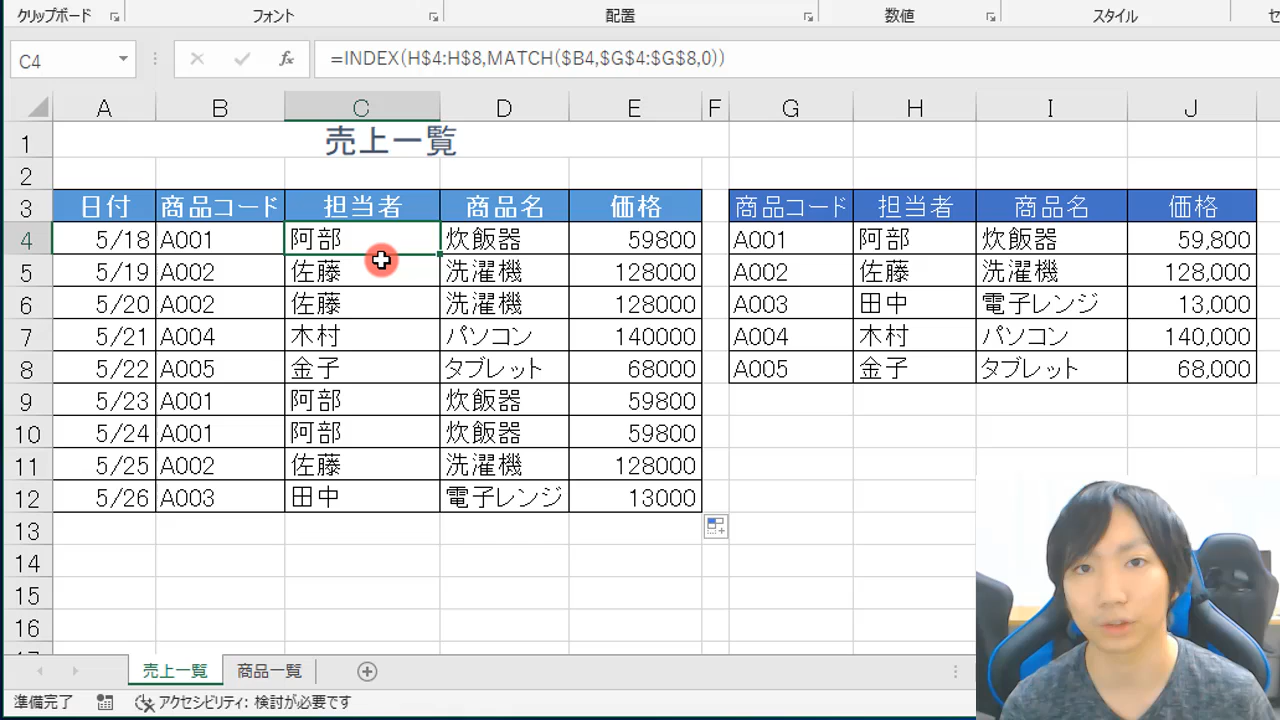 クリップボード フォント 配置 数値 スタイル
C4 fx =INDEX(H$4:H$8,MATCH($B4,$G$4:$G$8,0))
A B C D E F G H I J
1 売上一覧
2
3 日付 商品コード 担当者 商品名 価格 商品コード 担当者 商品名 価格
4 5/18 A001 阿部 炊飯器 59800 A001 阿部 炊飯器 59,800
5 5/19 A002 佐藤 洗濯機 128000 A002 佐藤 洗濯機 128,000
6 5/20 A002 佐藤 洗濯機 128000 A003 田中 電子レンジ 13,000
7 5/21 A004 木村 パソコン 140000 A004 木村 パソコン 140,000
8 5/22 A005 金子 タブレット 68000 A005 金子 タブレット 68,000
9 5/23 A001 阿部 炊飯器 59800
10 5/24 A001 阿部 炊飯器 59800
11 5/25 A002 佐藤 洗濯機 128000
12 5/26 A003 田中 電子レンジ 13000
13
14
15
16
売上一覧 商品一覧
準備完了 アクセシビリティ: 検討が必要です